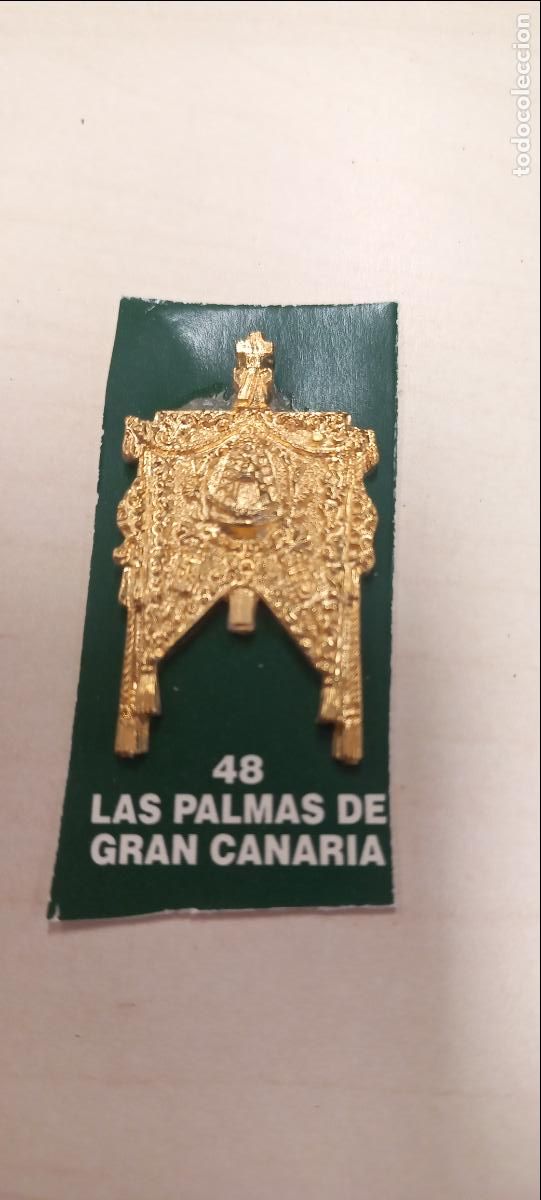 todocoleccion
48
LAS PALMAS DE
GRAN CANARIA